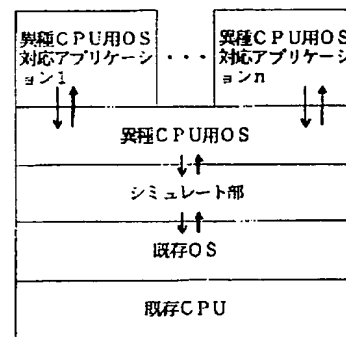 異種CPU用OS
対応アプリケーシ
ョン1
・・・
異種CPU用OS
対応アプリケーシ
ョンn
異種CPU用OS
シミュレート部
既存OS
既存CPU